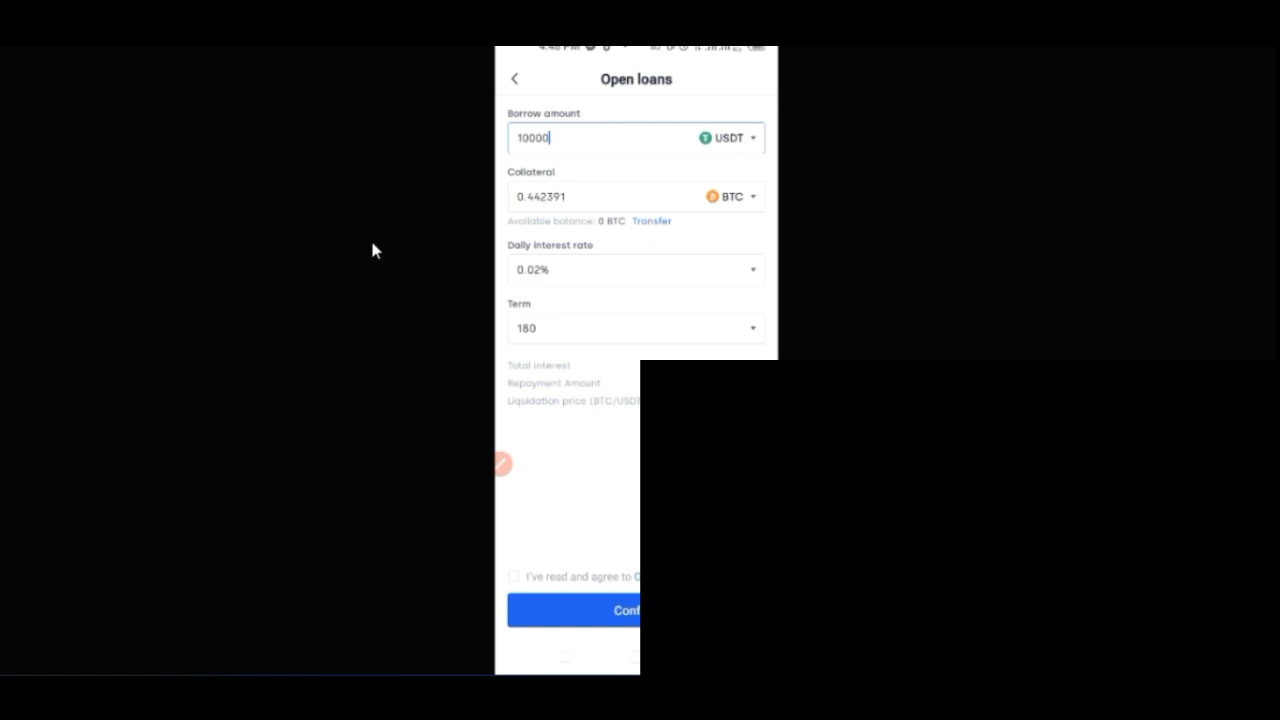 Open loans
Borrow amount
10000 USDT
Collateral
0.442391 BTC
Available balance: 0 BTC Transfer
Daily interest rate
0.02%
Term
180
Total interest
Repayment Amount
Liquidation price (BTC/USDT
I've read and agree to
Conf